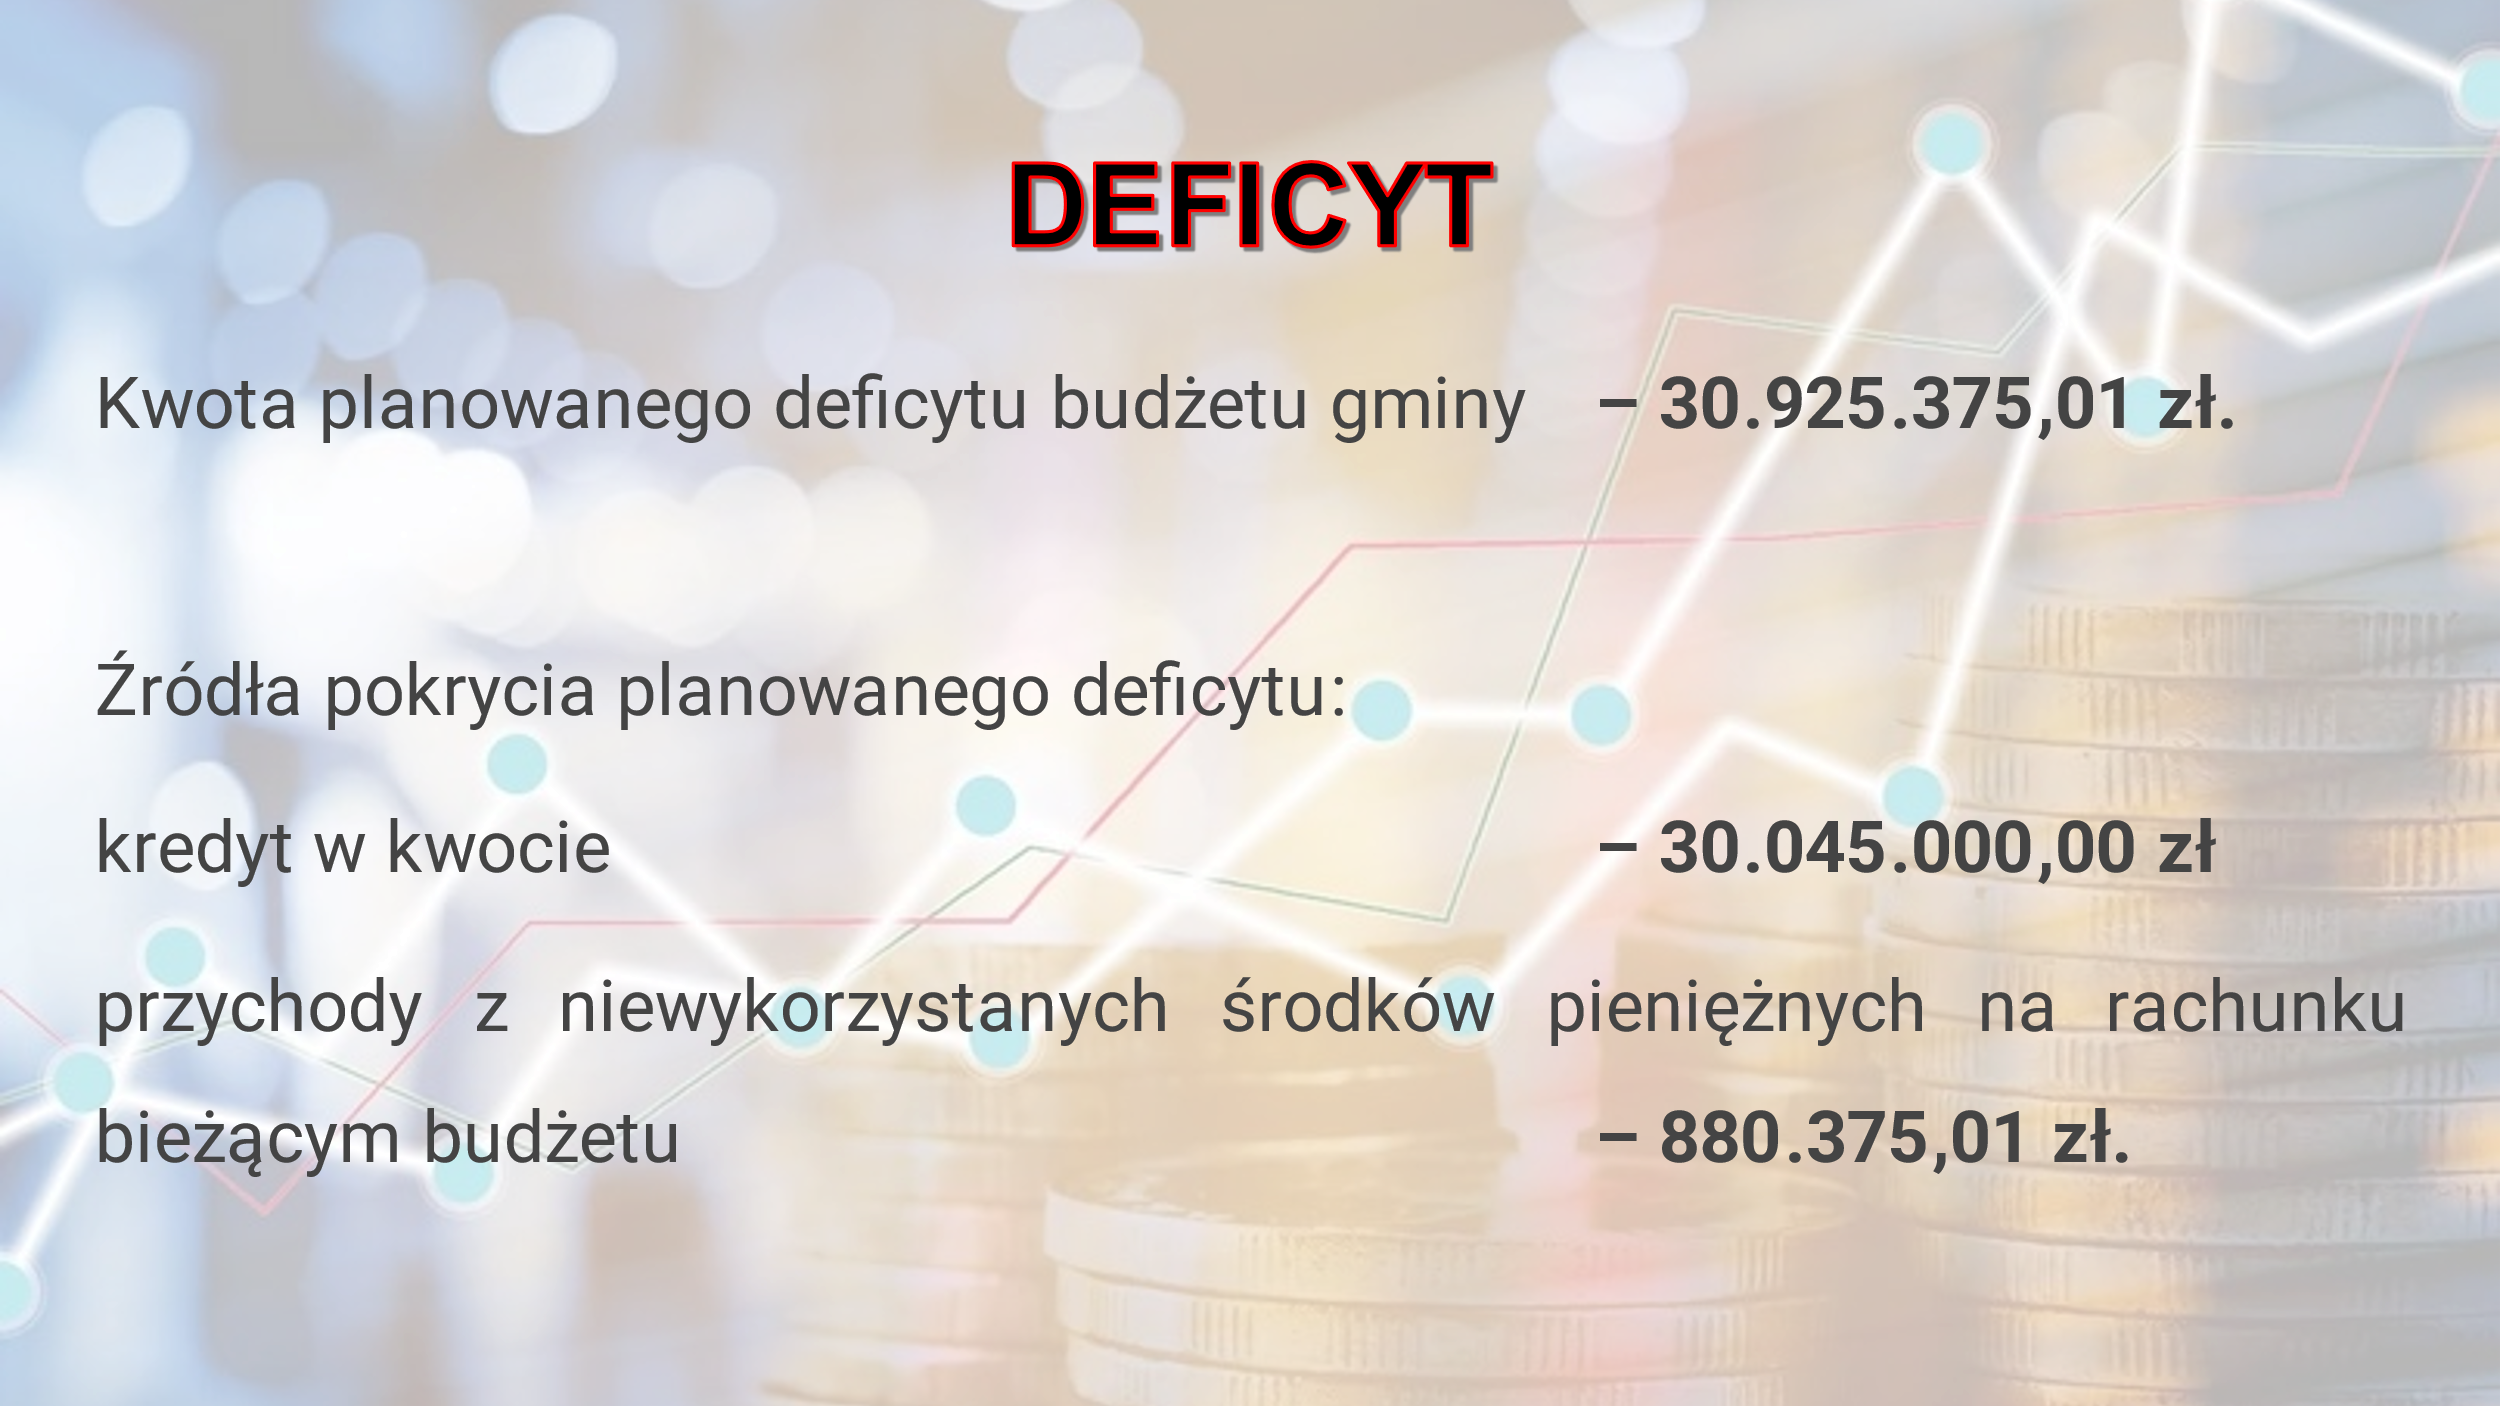 DEFICYT
Kwota planowanego deficytu budżetu gminy – 30.925.375,01 zł.
Źródła pokrycia planowanego deficytu:
kredyt w kwocie – 30.045.000,00 zł
przychody z niewykorzystanych środków pieniężnych na rachunku
bieżącym budżetu – 880.375,01 zł.